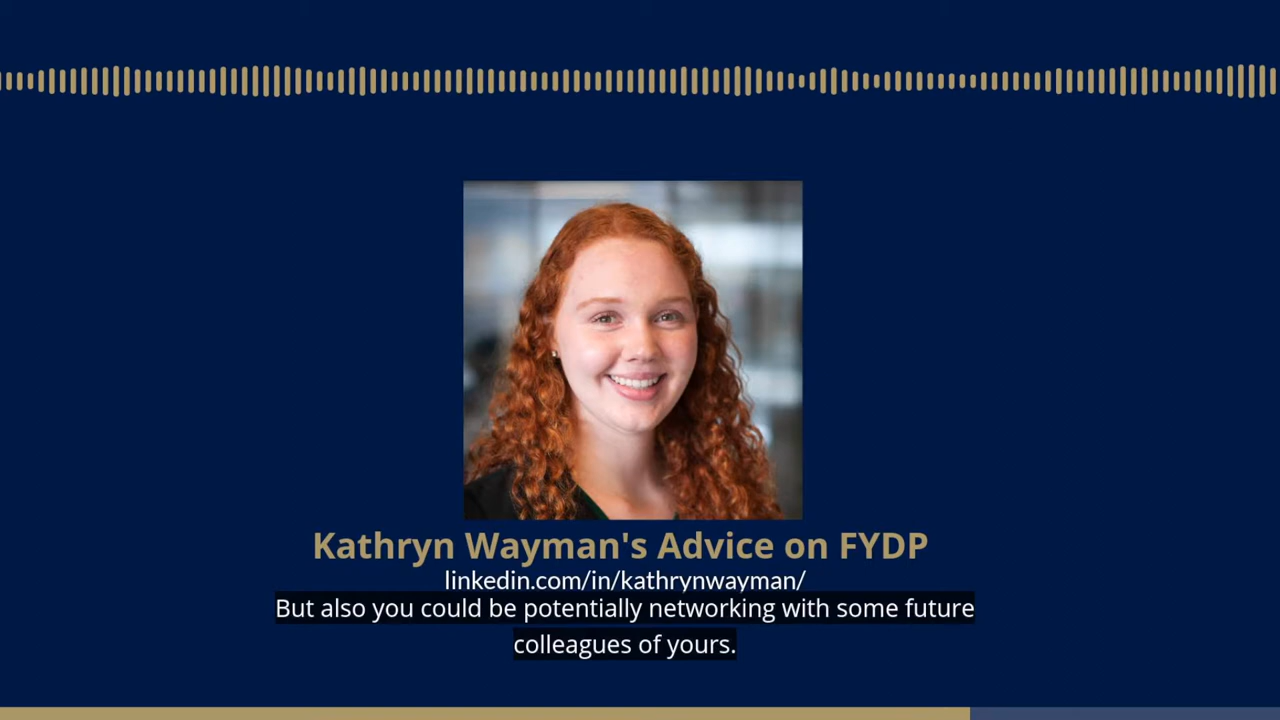 Kathryn Wayman's Advice on FYDP
linkedin.com/in/kathrynwayman/
But also you could be potentially networking with some future
colleagues of yours.